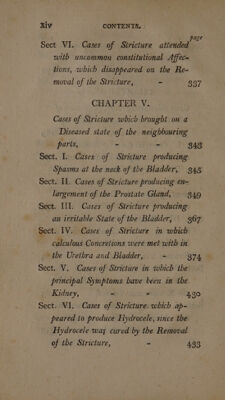 xiv CONTENTS.
page
Sect VI. Cases of Stricture attended
with uncommon constitutional Affec-
tions, which disappeared on the Re-
moval of the Stricture, - 337
CHAPTER V.
Cases of Stricture which brought on a
Diseased state of the neighbouring
parts, - - 343
Sect. I. Cases of Stricture producing
Spasms at the neck of the Bladder, 345
Sect. II. Cases of Stricture producing en-
largement of the Prostate Gland, 349
Sect. III. Cases of Stricture producing
an irritable State of the Bladder, 367
Sect. IV. Cases of Stricture in which
calculous Concretions were met with in
the Urethra and Bladder, - 374
Sect. V. Cases of Stricture in which the
principal Symptoms have been in the
Kidney, - - 430
Sect. VI. Cases of Stricture which ap-
peared to produce Hydrocele, since the
Hydrocele was cured by the Removal
of the Stricture, - 433